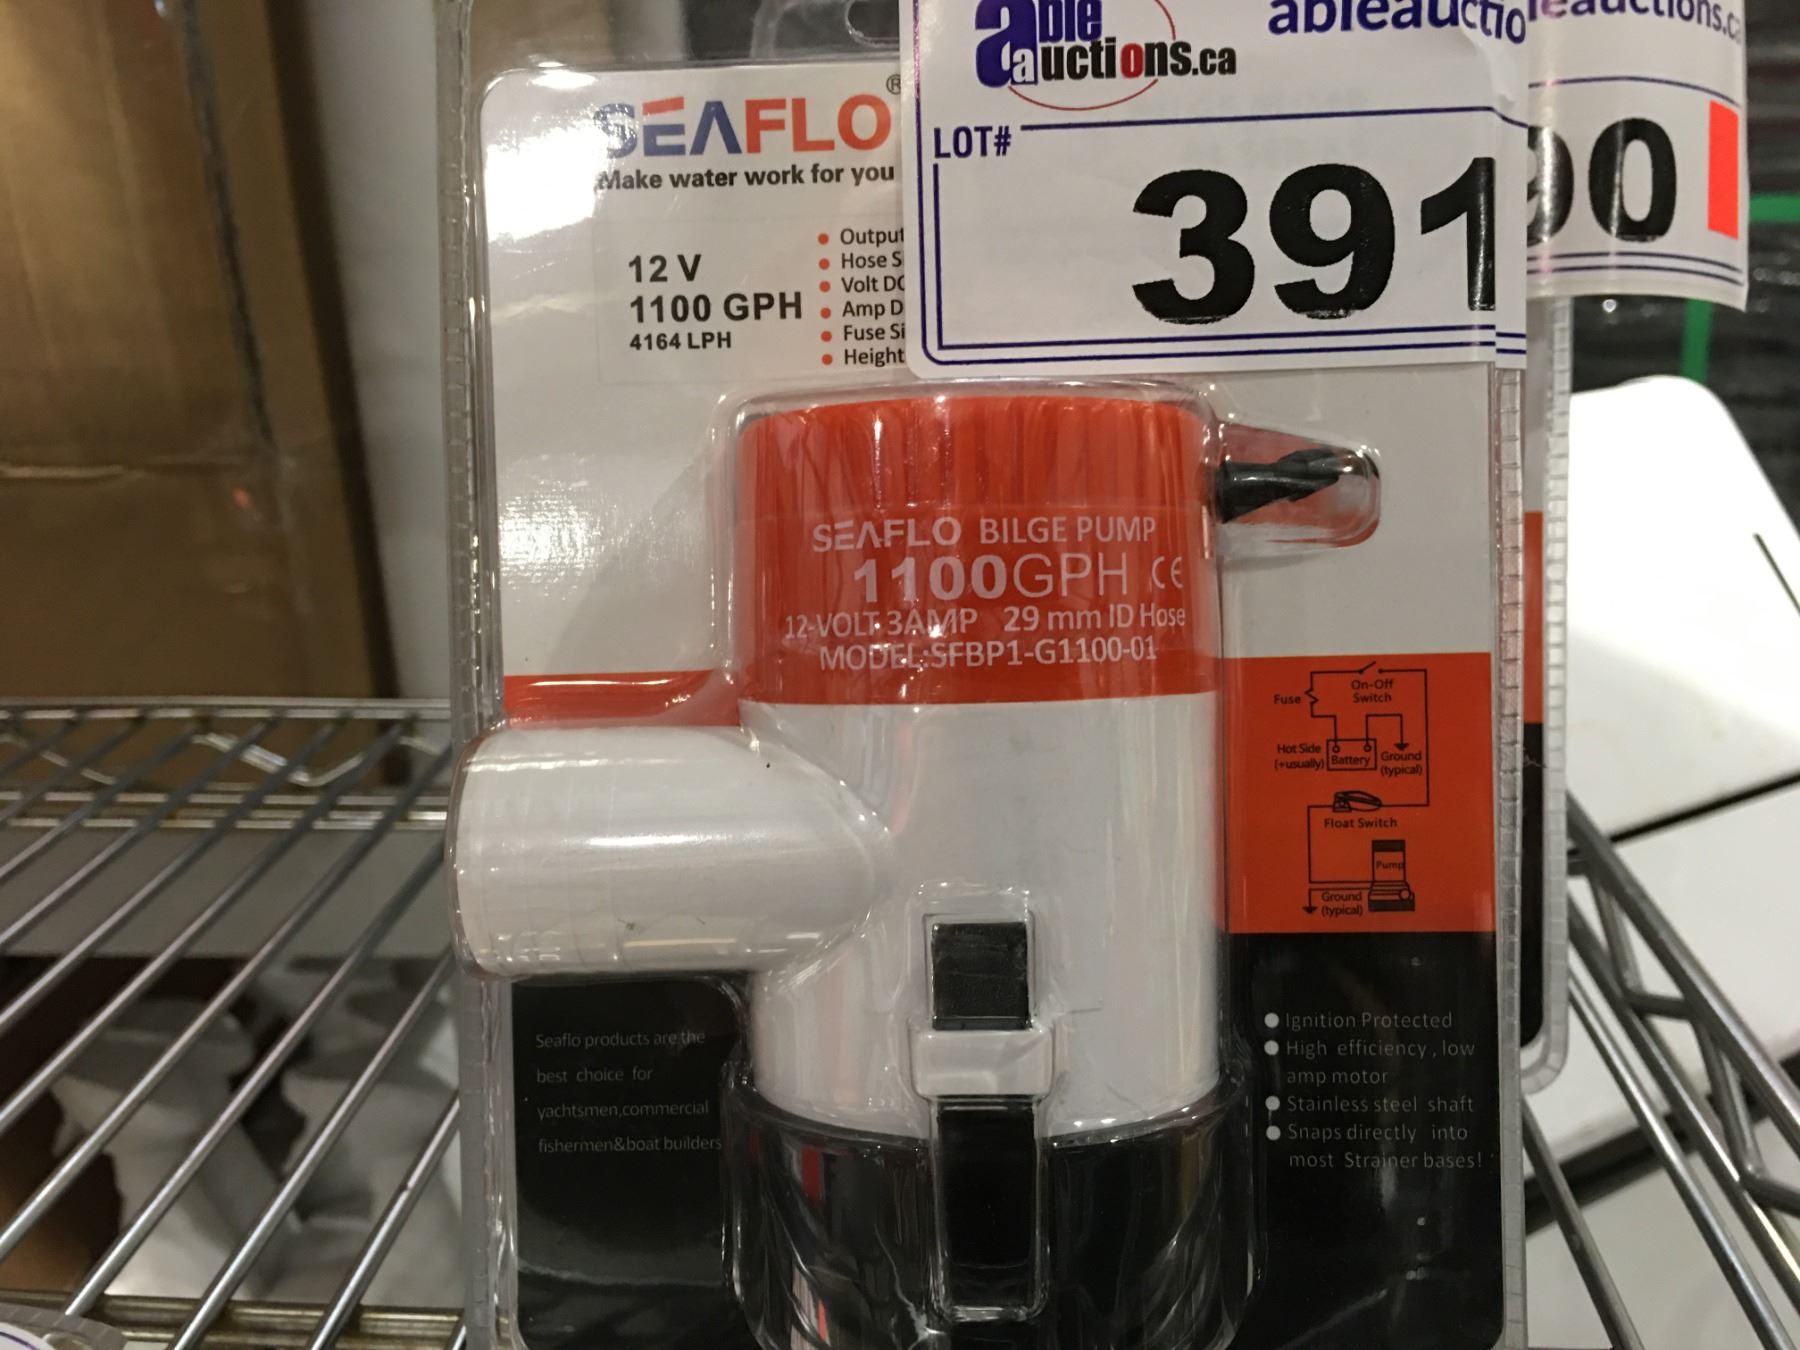 able
auctions.ca
ableauctio
leauctions.ca
LOT#
391
90
SEAFLO®
Make water work for you
12 V
1100 GPH
4164 LPH
Output
Hose S
Volt DC
Amp D
Fuse Si
Height
SEAFLO BILGE PUMP
1100GPH CE
12-VOLT 3AMP 29 mm ID Hose
MODEL:SFBP1-G1100-01
On-Off
Switch
Fuse
Hot Side
(+usually)
Battery
Ground
(typical)
Float Switch
Pump
Ground
(typical)
Seaflo products are the
best choice for
yachtsmen,commercial
fishermen&boat builders
Ignition Protected
High efficiency, low
amp motor
Stainless steel shaft
Snaps directly into
most Strainer bases!